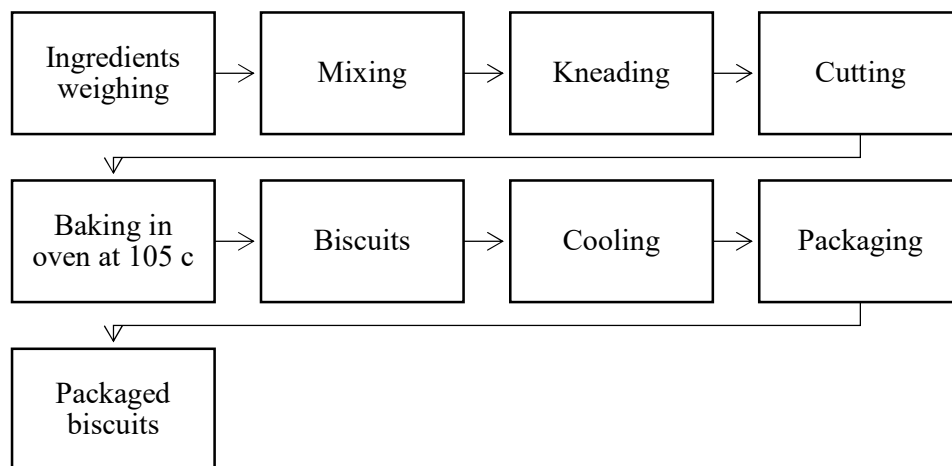 Ingredients
weighing
Mixing
Kneading
Cutting
Baking in
oven at 105 c
Biscuits
Cooling
Packaging
Packaged
biscuits